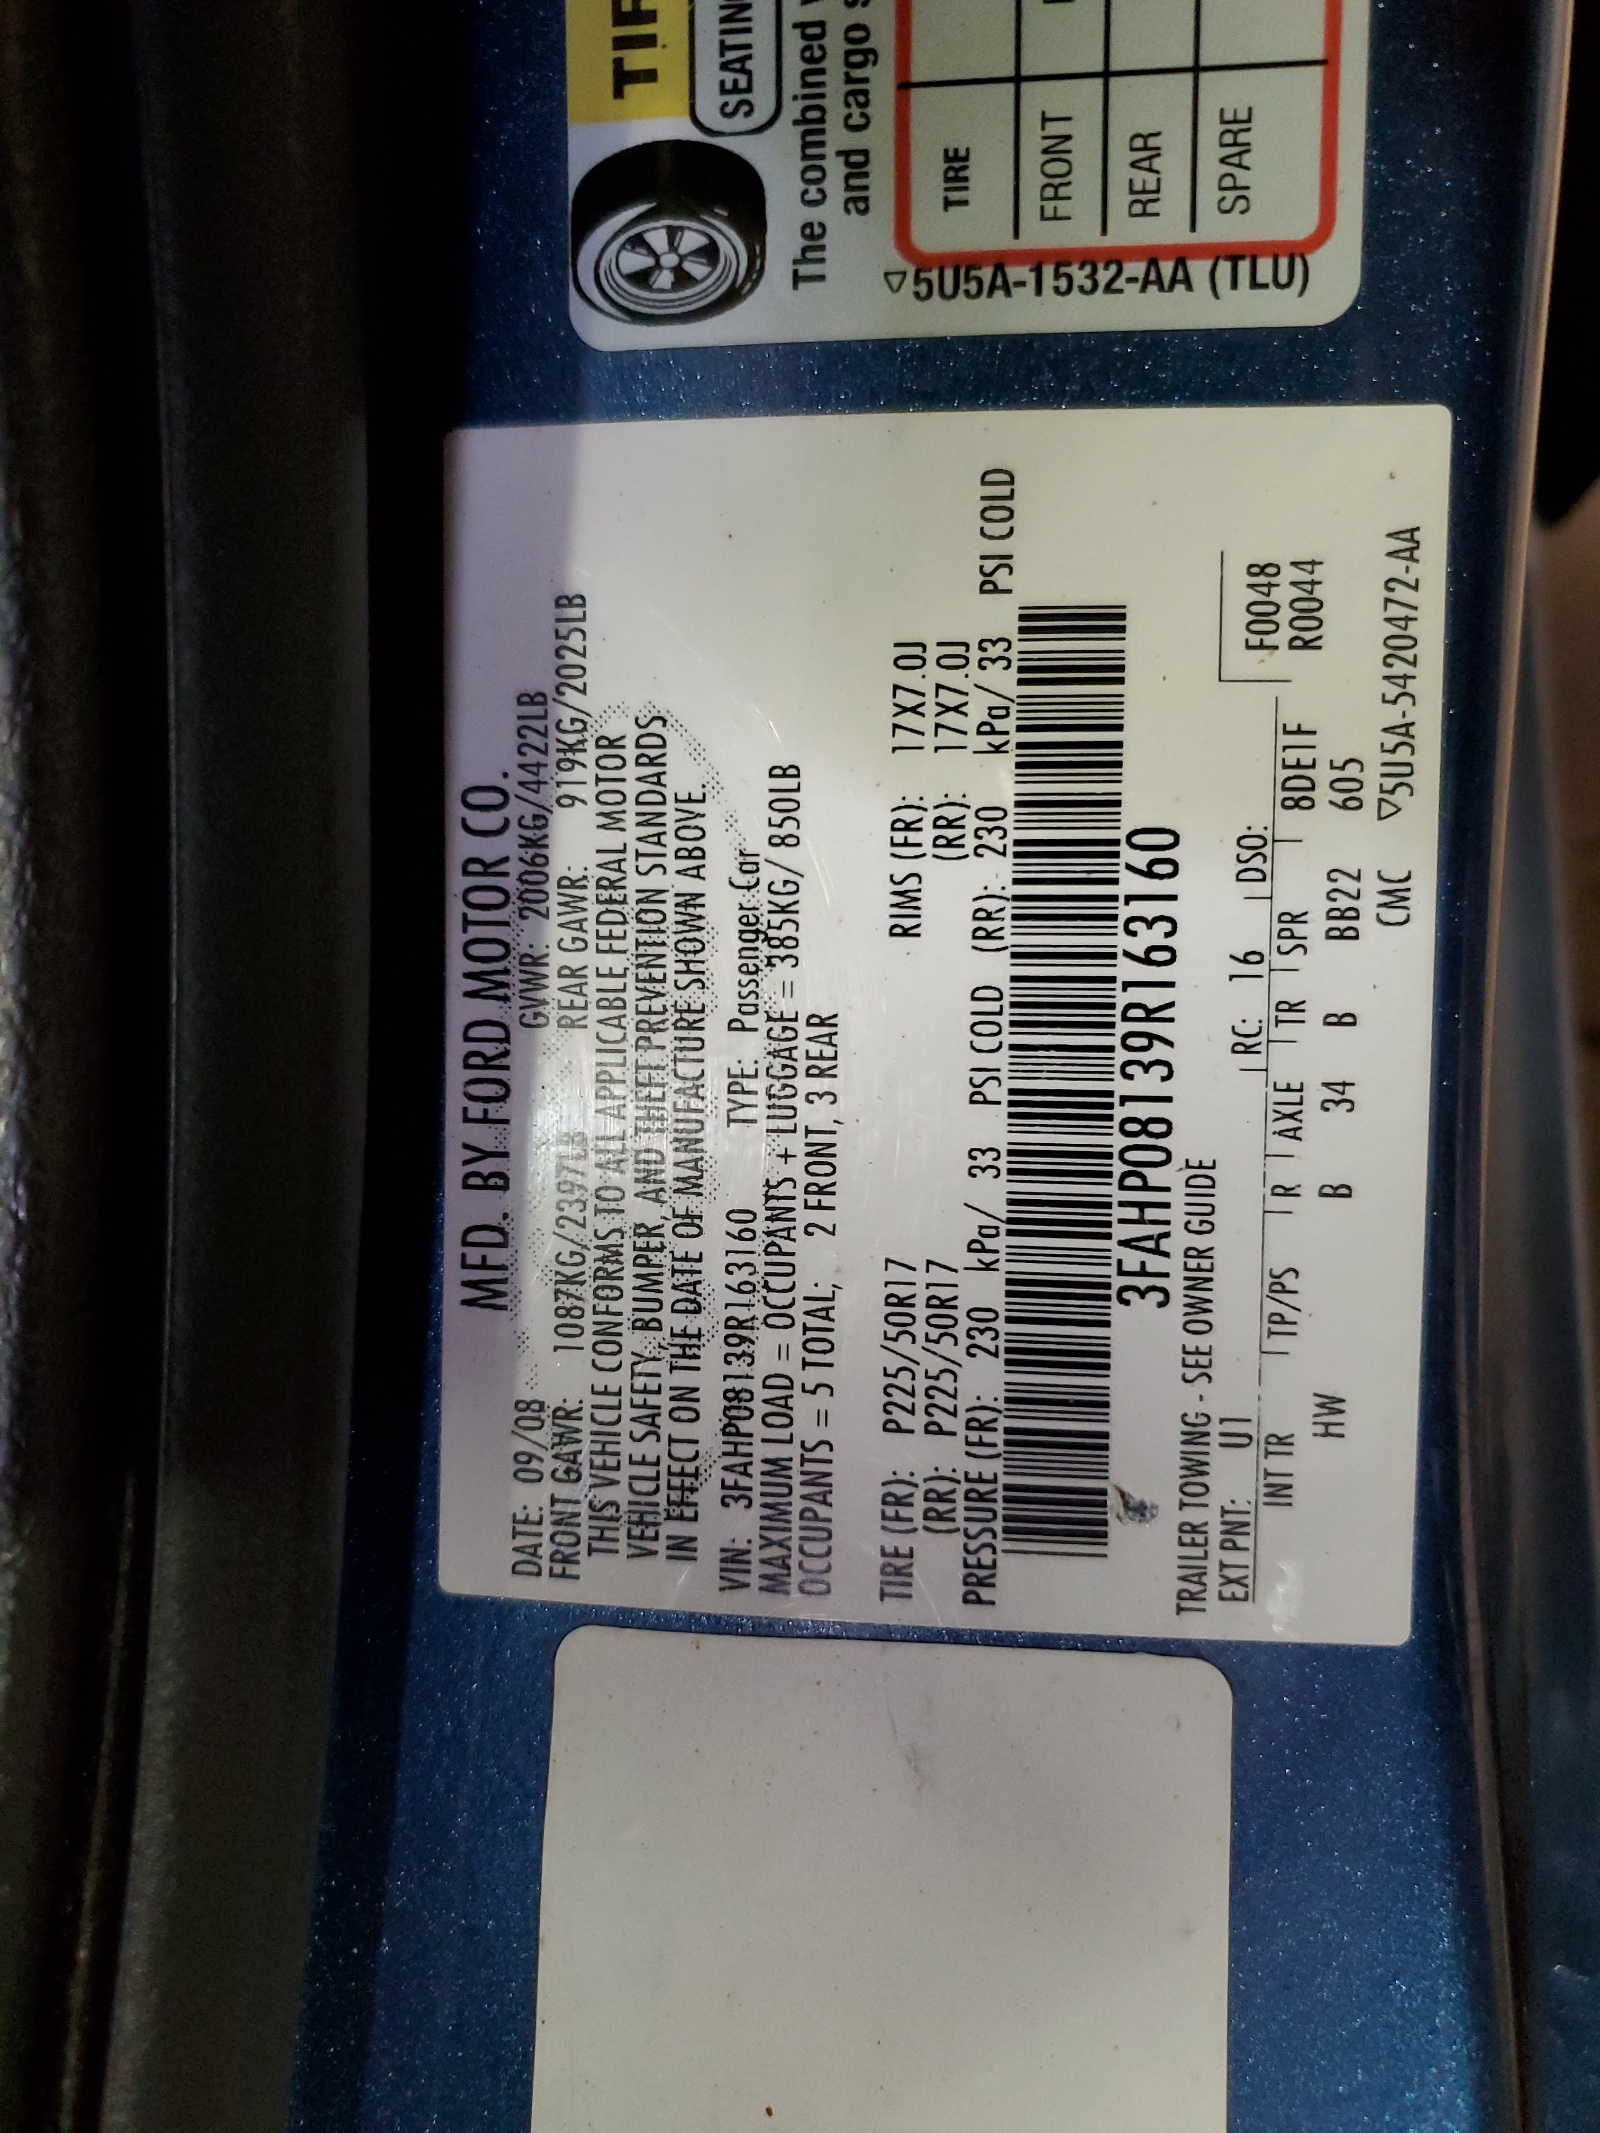 MFD. BY FORD MOTOR CO.
DATE: 09/08 GVWR: 2006KG/4422LB
FRONT GAWR: 1087KG/2397LB REAR GAWR: 919KG/2025LB
THIS VEHICLE CONFORMS TO ALL APPLICABLE FEDERAL MOTOR
VEHICLE SAFETY, BUMPER, AND THEFT PREVENTION STANDARDS
IN EFFECT ON THE DATE OF MANUFACTURE SHOWN ABOVE.
VIN: 3FAHP08139R163160 TYPE: Passenger Car
MAXIMUM LOAD = OCCUPANTS + LUGGAGE = 385KG/ 850LB
OCCUPANTS = 5 TOTAL; 2 FRONT, 3 REAR
TIRE (FR): P225/50R17 RIMS (FR): 17X7.0J
(RR): P225/50R17 (RR): 17X7.0J
PRESSURE (FR): 230 kPa/ 33 PSI COLD (RR): 230 kPa/ 33 PSI COLD
3FAHP08139R163160
TRAILER TOWING - SEE OWNER GUIDE
EXT PNT: U1 RC: 16 DSO: F0048
INT TR TP/PS R AXLE TR SPR 8DE1F R0044
HW B 34 B BB22 605
CMC ▽5U5A-5420472-AA
TIR
SEATIN
The combined
and cargo
TIRE
FRONT
REAR
SPARE
▽5U5A-1532-AA (TLU)